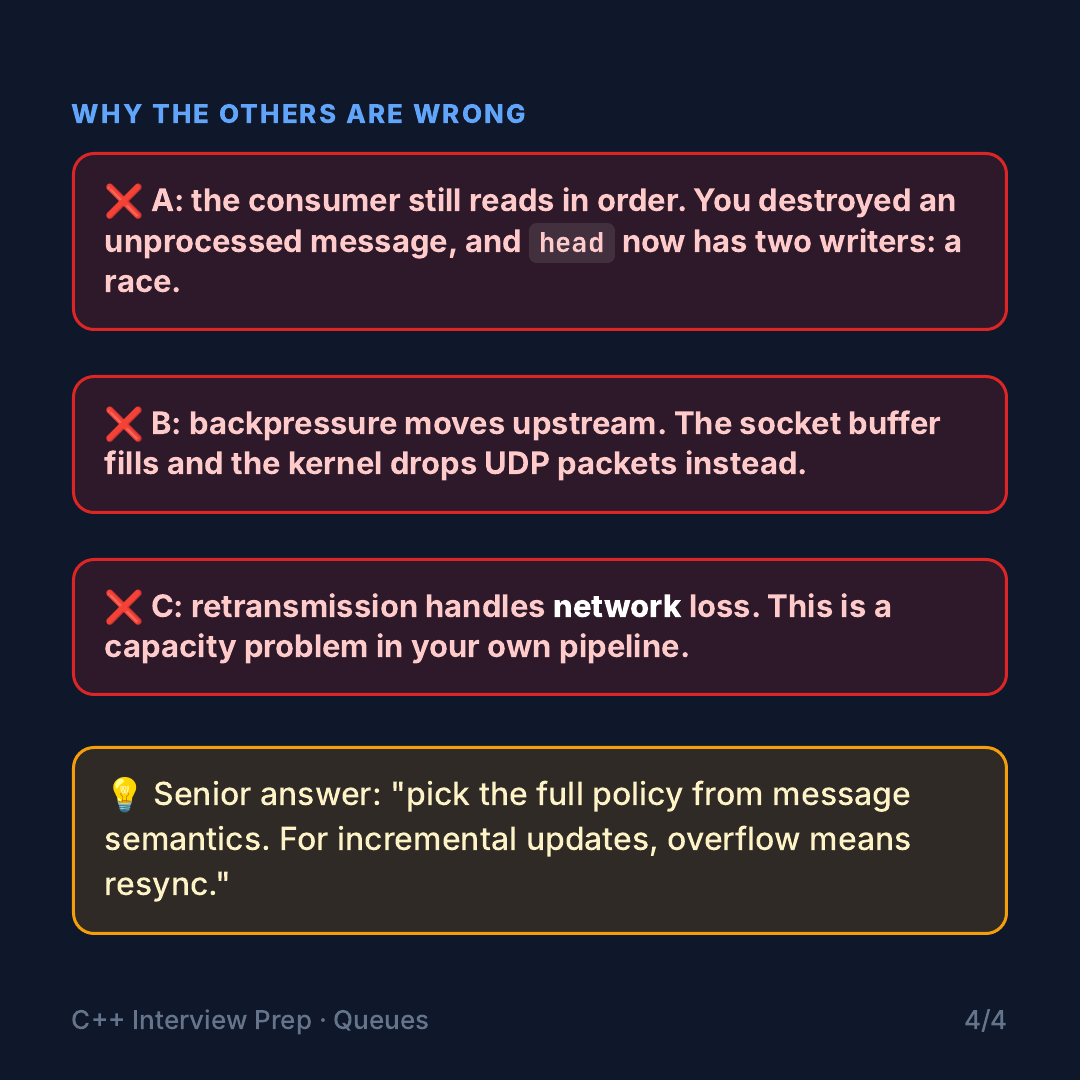 WHY THE OTHERS ARE WRONG
❌ A: the consumer still reads in order. You destroyed an
unprocessed message, and head now has two writers: a
race.
❌ B: backpressure moves upstream. The socket buffer
fills and the kernel drops UDP packets instead.
❌ C: retransmission handles network loss. This is a
capacity problem in your own pipeline.
💡 Senior answer: "pick the full policy from message
semantics. For incremental updates, overflow means
resync."
C++ Interview Prep · Queues
4/4